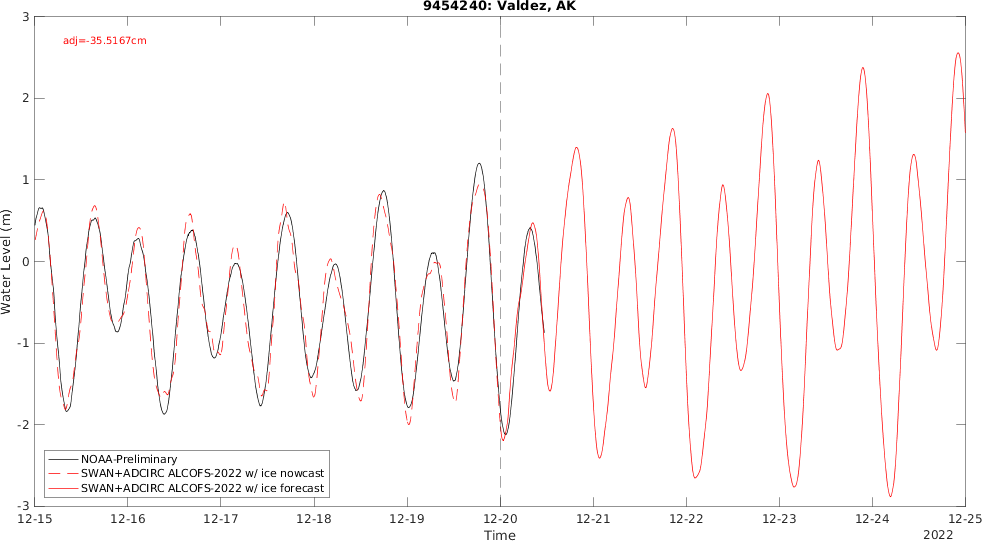 9454240: Valdez, AK
adj=-35.5167cm
Water Level (m)
3
2
1
0
-1
-2
-3
NOAA-Preliminary
SWAN+ADCIRC ALCOFS-2022 w/ ice nowcast
SWAN+ADCIRC ALCOFS-2022 w/ ice forecast
12-15 12-16 12-17 12-18 12-19 12-20 12-21 12-22 12-23 12-24 12-25
Time
2022